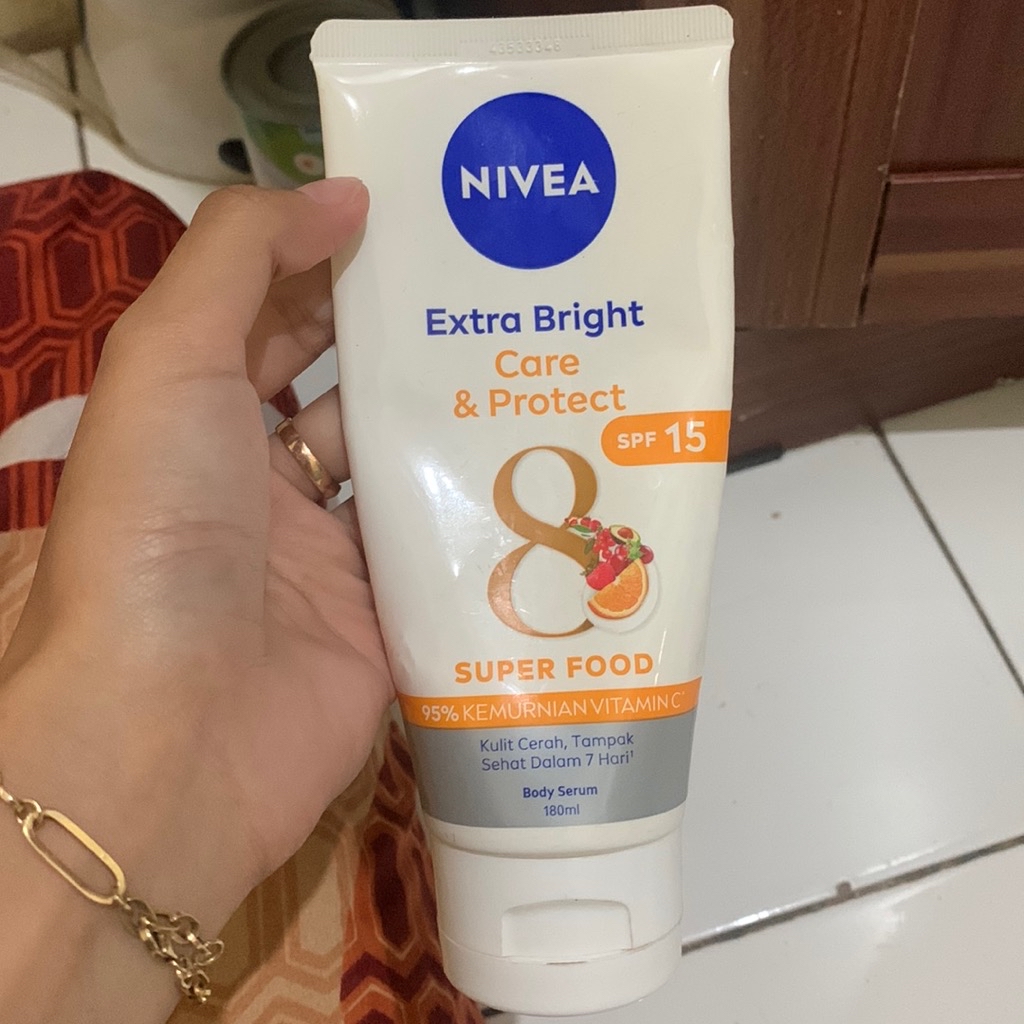 NIVEA
Extra Bright
Care
& Protect
SPF 15
8
SUPER FOOD
95% KEMURNIAN VITAMIN C*
Kulit Cerah, Tampak
Sehat Dalam 7 Hari¹
Body Serum
180ml